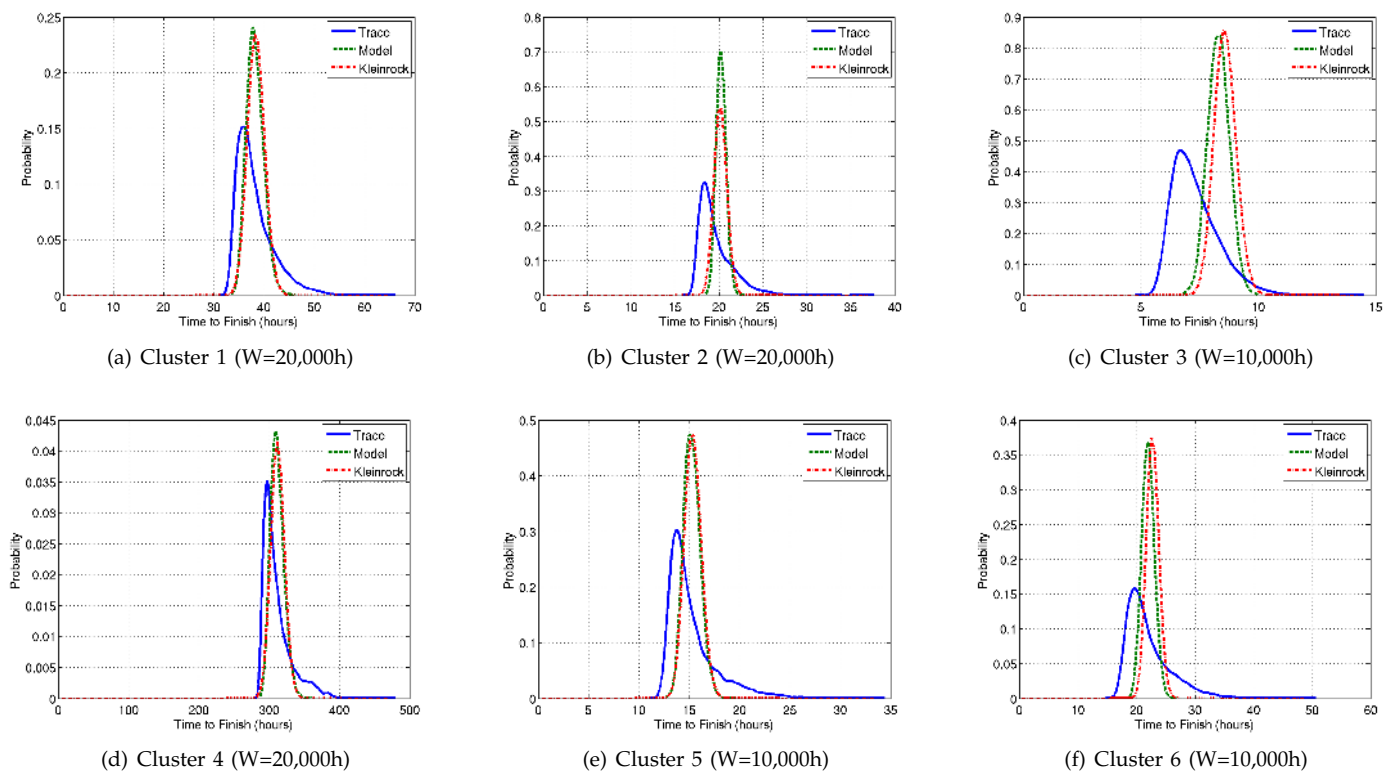 0.25
0.2
0.15
0.1
0.05
0
Probability
Trace
Model
Kleinrock
0 10 20 30 40 50 60 70
Time to Finish (hours)
(a) Cluster 1 (W=20,000h)
0.8
0.7
0.6
0.5
0.4
0.3
0.2
0.1
0
Probability
Trace
Model
Kleinrock
0 5 10 15 20 25 30 35 40
Time to Finish (hours)
(b) Cluster 2 (W=20,000h)
0.9
0.8
0.7
0.6
0.5
0.4
0.3
0.2
0.1
0
Probability
Trace
Model
Kleinrock
0 5 10 15
Time to Finish (hours)
(c) Cluster 3 (W=10,000h)
0.045
0.04
0.035
0.03
0.025
0.02
0.015
0.01
0.005
0
Probability
Trace
Model
Kleinrock
0 100 200 300 400 500
Time to Finish (hours)
(d) Cluster 4 (W=20,000h)
0.5
0.4
0.3
0.2
0.1
0
Probability
Trace
Model
Kleinrock
0 5 10 15 20 25 30 35
Time to Finish (hours)
(e) Cluster 5 (W=10,000h)
0.4
0.35
0.3
0.25
0.2
0.15
0.1
0.05
0
Probability
Trace
Model
Kleinrock
0 10 20 30 40 50 60
Time to Finish (hours)
(f) Cluster 6 (W=10,000h)